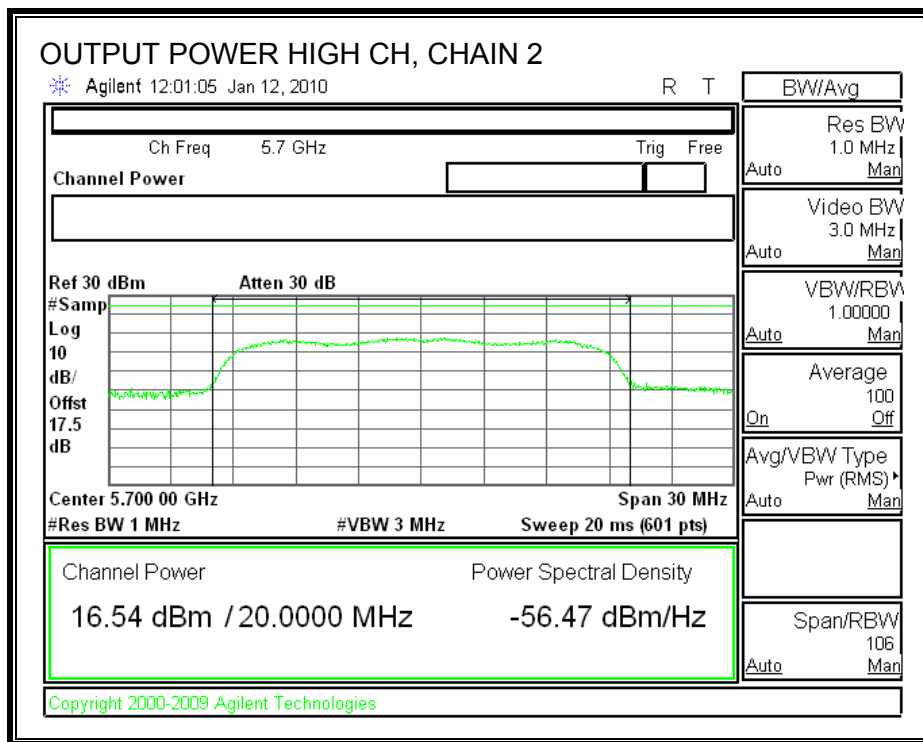 OUTPUT POWER HIGH CH, CHAIN 2
Agilent 12:01:05 Jan 12, 2010 R T
BW/Avg
Ch Freq 5.7 GHz Trig Free
Channel Power
Res BW
1.0 MHz
Auto Man
Video BW
3.0 MHz
Auto Man
VBW/RBW
1.00000
Auto Man
Average
100
On Off
Avg/VBW Type
Pwr (RMS)
Auto Man
Span/RBW
106
Auto Man
Ref 30 dBm Atten 30 dB
#Samp
Log
10
dB/
Offst
17.5
dB
Center 5.700 00 GHz Span 30 MHz
#Res BW 1 MHz #VBW 3 MHz Sweep 20 ms (601 pts)
Channel Power Power Spectral Density
16.54 dBm / 20.0000 MHz -56.47 dBm/Hz
Copyright 2000-2009 Agilent Technologies